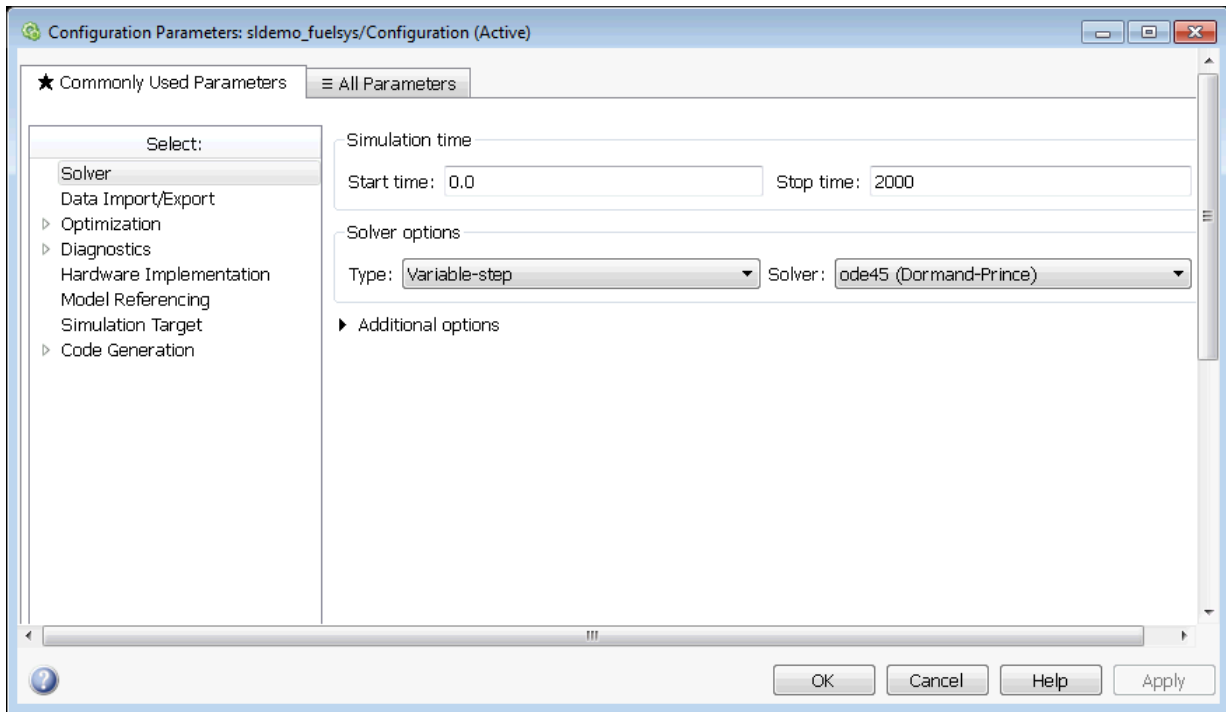 Configuration Parameters: sldemo_fuelsys/Configuration (Active)
★ Commonly Used Parameters
≡ All Parameters
Select:
Solver
Data Import/Export
Optimization
Diagnostics
Hardware Implementation
Model Referencing
Simulation Target
Code Generation
Simulation time
Start time: 0.0 Stop time: 2000
Solver options
Type: Variable-step Solver: ode45 (Dormand-Prince)
Additional options
OK Cancel Help Apply